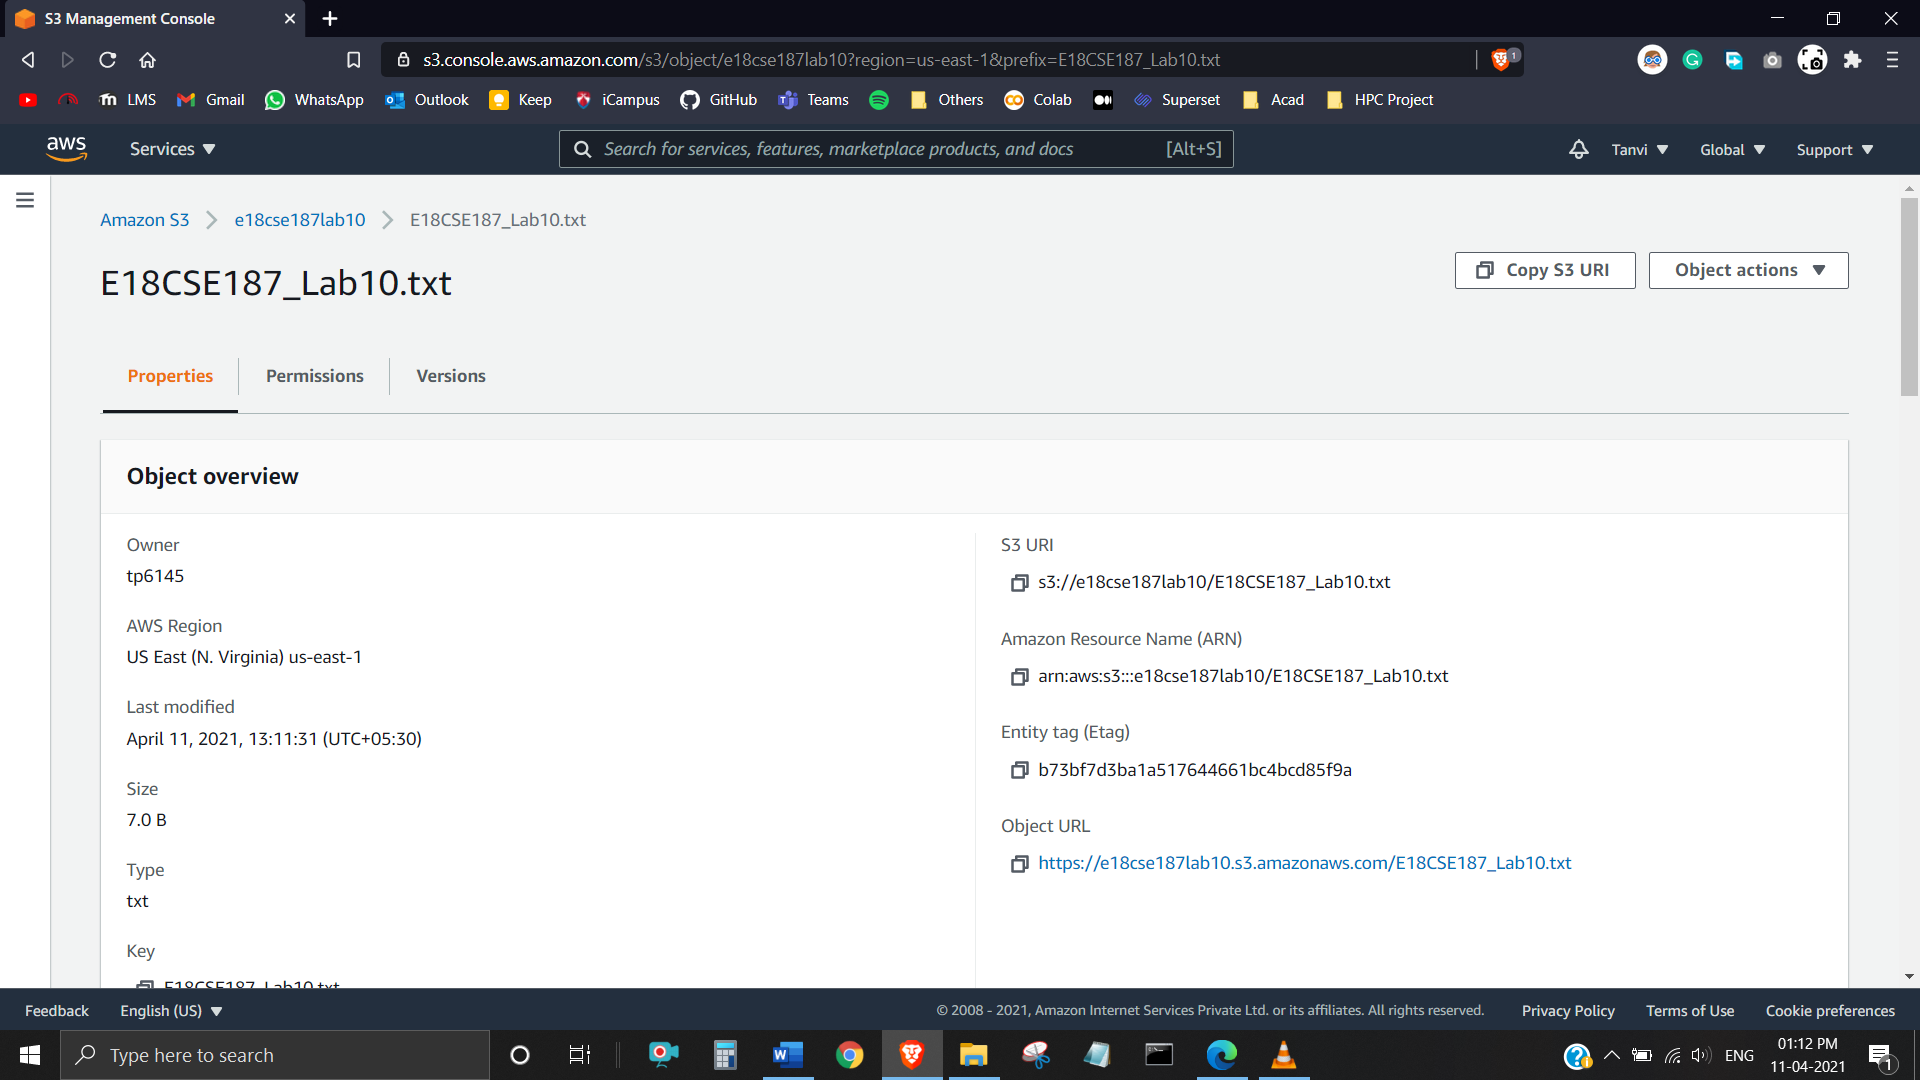 S3 Management Console
s3.console.aws.amazon.com/s3/object/e18cse187lab10?region=us-east-1&prefix=E18CSE187_Lab10.txt
1
LMS Gmail WhatsApp Outlook Keep iCampus GitHub Teams Others Colab Superset Acad HPC Project
aws Services Search for services, features, marketplace products, and docs [Alt+S] Tanvi Global Support
Amazon S3 E18cse187lab10 E18CSE187_Lab10.txt
E18CSE187_Lab10.txt
Copy S3 URI Object actions
Properties Permissions Versions
Object overview
Owner
tp6145
AWS Region
US East (N. Virginia) us-east-1
Last modified
April 11, 2021, 13:11:31 (UTC+05:30)
Size
7.0 B
Type
txt
Key
E18CSE187_Lab10.txt
S3 URI
s3://e18cse187lab10/E18CSE187_Lab10.txt
Amazon Resource Name (ARN)
arn:aws:s3:::e18cse187lab10/E18CSE187_Lab10.txt
Entity tag (Etag)
b73bf7d3ba1a517644661bc4bcd85f9a
Object URL
https://e18cse187lab10.s3.amazonaws.com/E18CSE187_Lab10.txt
Feedback English (US) © 2008 - 2021, Amazon Internet Services Private Ltd. or its affiliates. All rights reserved. Privacy Policy Terms of Use Cookie preferences
Type here to search
ENG
01:12 PM
11-04-2021
1